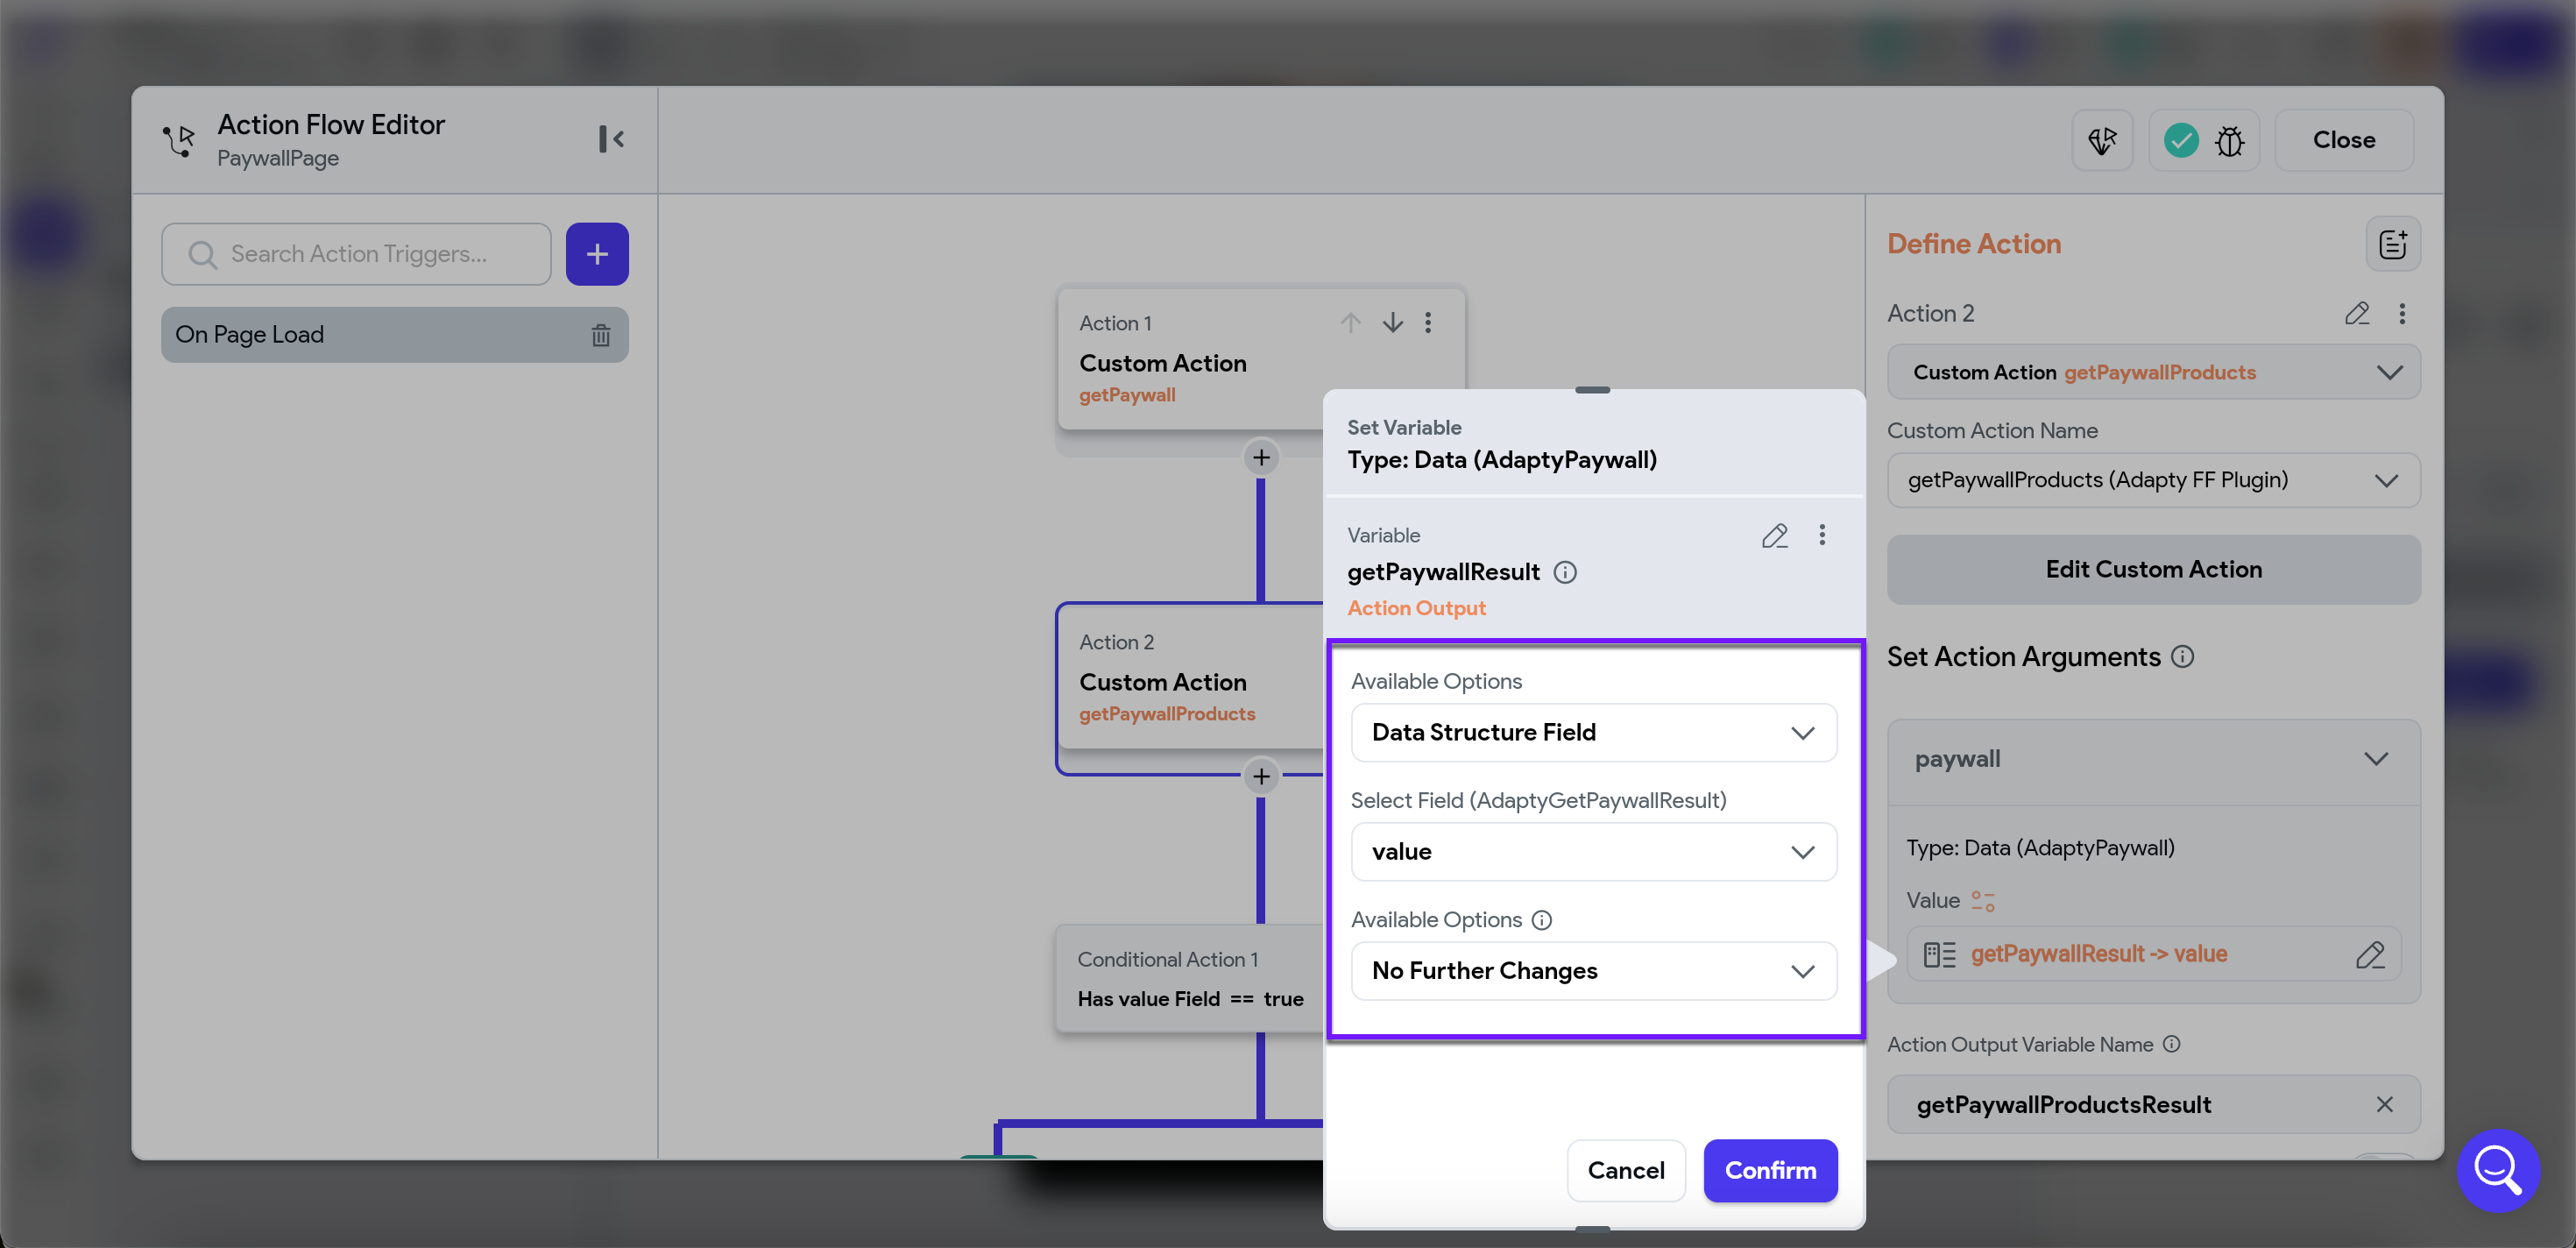 Action Flow Editor
PaywallPage
Close
Search Action Triggers...
On Page Load
Action 1
Custom Action
getPaywall
Action 2
Custom Action
getPaywallProducts
Conditional Action 1
Has value Field == true
Set Variable
Type: Data (AdaptyPaywall)
Variable
getPaywallResult
Action Output
Available Options
Data Structure Field
Select Field (AdaptyGetPaywallResult)
value
Available Options
No Further Changes
Cancel
Confirm
Define Action
Action 2
Custom Action getPaywallProducts
Custom Action Name
getPaywallProducts (Adapty FF Plugin)
Edit Custom Action
Set Action Arguments
paywall
Type: Data (AdaptyPaywall)
Value
getPaywallResult -> value
Action Output Variable Name
getPaywallProductsResult